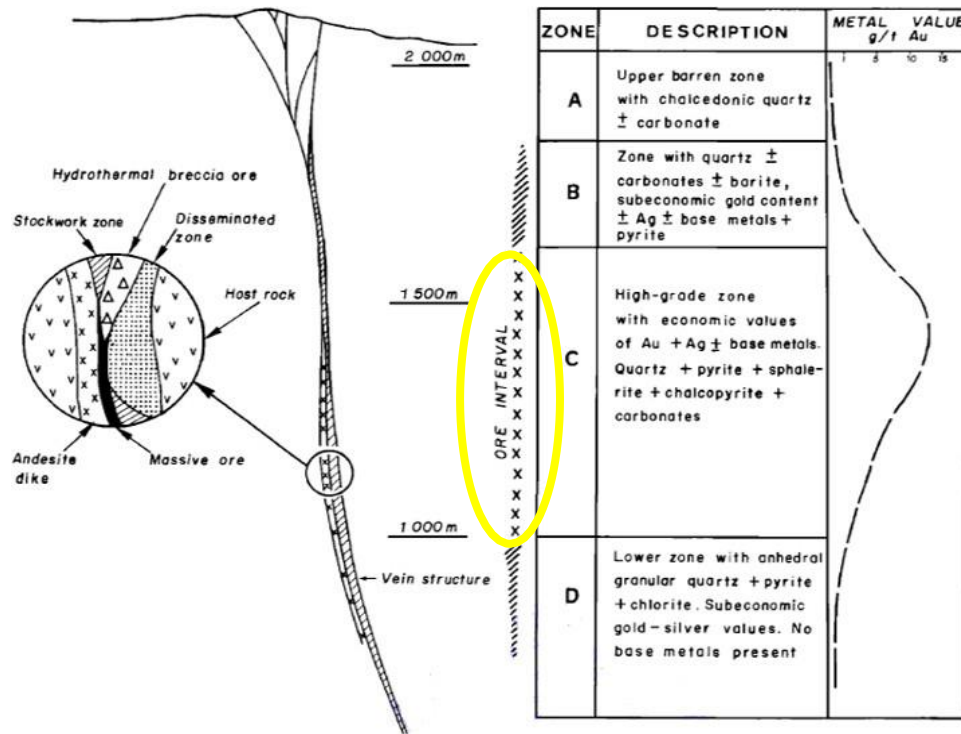 2 000m
Hydrothermal breccia ore
Stockwork zone
Disseminated
zone
Host rock
1 500m
ORE INTERVAL
Andesite
dike
Massive ore
1 000m
Vein structure
ZONE
DESCRIPTION
METAL VALUE
g/t Au
1 5 10 15
A
Upper barren zone
with chalcedonic quartz
± carbonate
B
Zone with quartz ±
carbonates ± barite,
subeconomic gold content
± Ag ± base metals +
pyrite
C
High-grade zone
with economic values
of Au + Ag ± base metals.
Quartz + pyrite + sphale-
rite + chalcopyrite +
carbonates
D
Lower zone with anhedral
granular quartz + pyrite
+ chlorite. Subeconomic
gold-silver values. No
base metals present